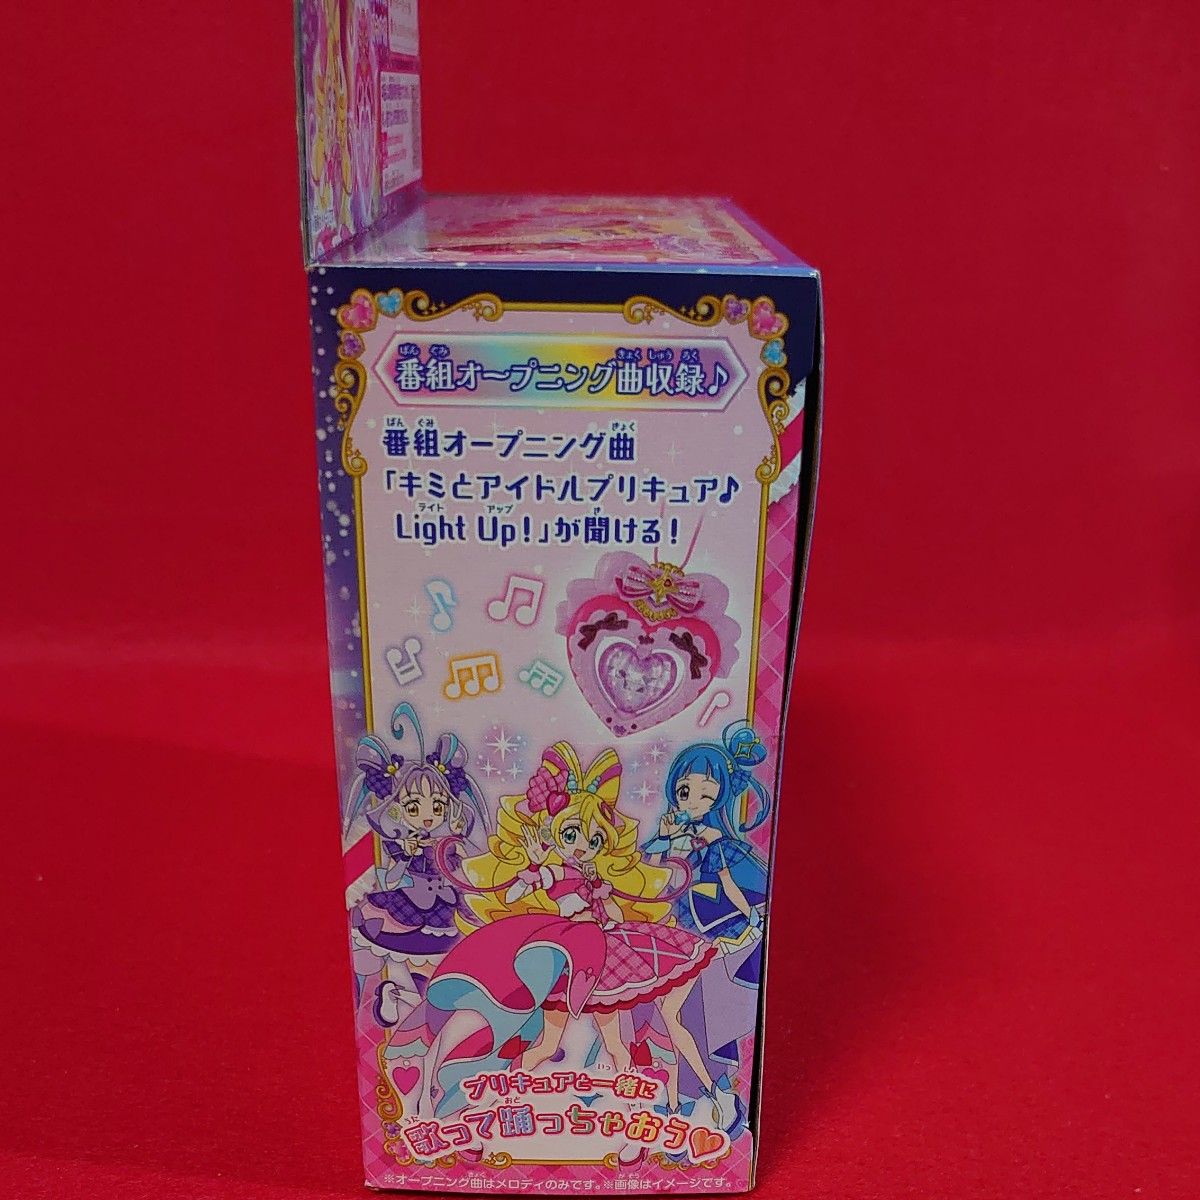 番組オープニング曲収録♪
番組オープニング曲
「キミとアイドルプリキュア♪
Light Up!」が聞ける!
プリキュアと一緒に
歌って踊っちゃおう
※オープニング曲はメロディのみです。※画像はイメージです。